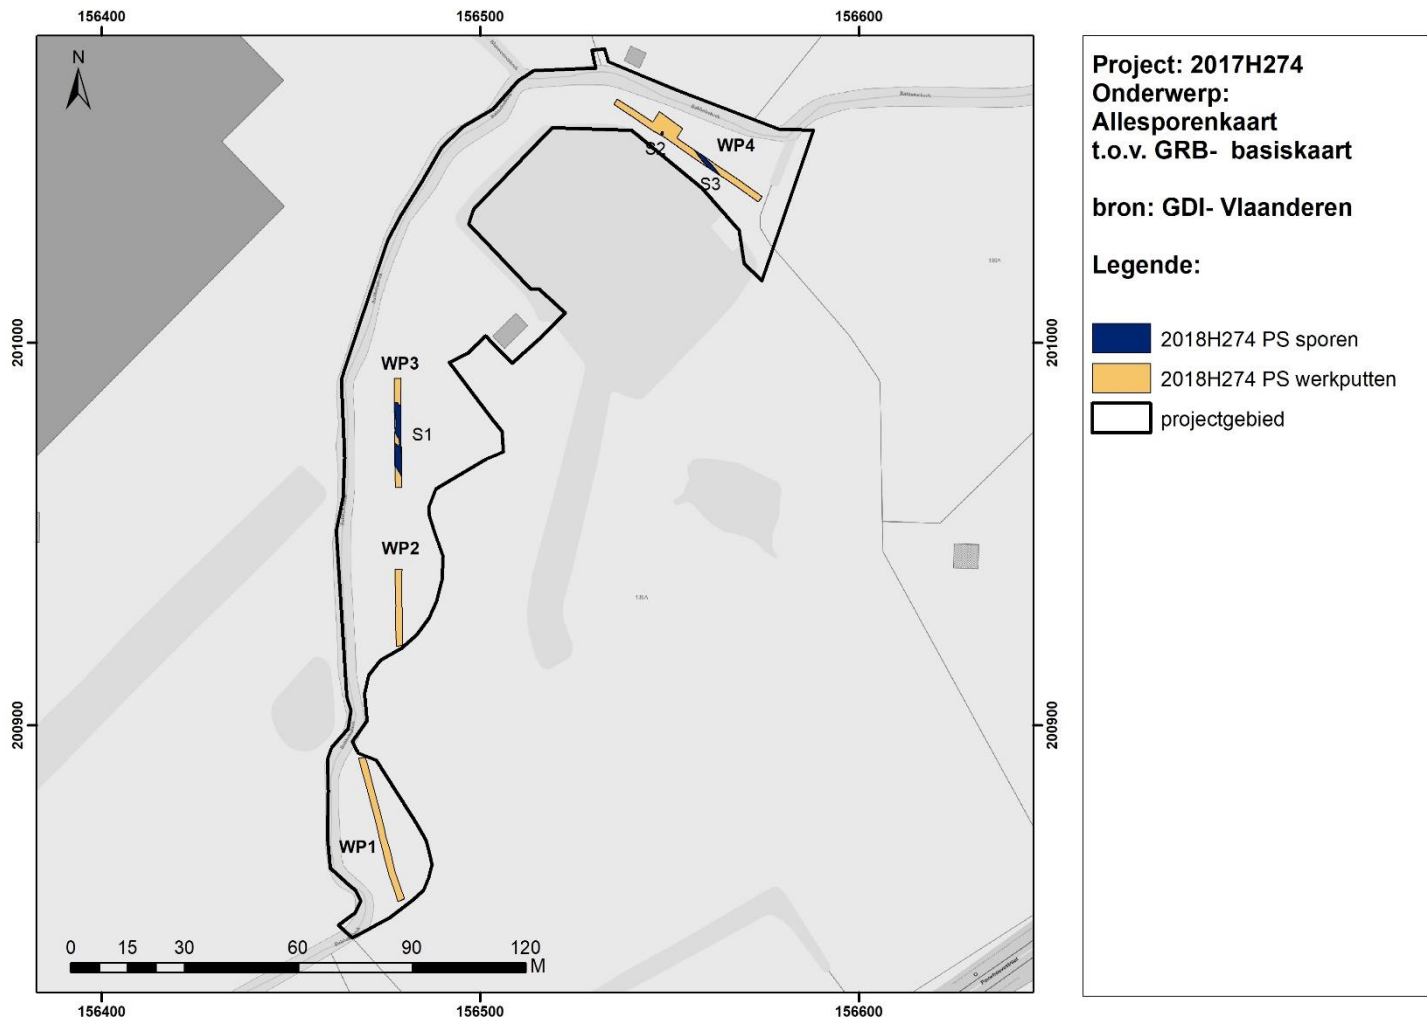 156400
156500
156600
N
201000
200900
201000
200900
WP4
S2
S3
WP3
S1
WP2
WP1
0 15 30 60 90 120
M
156400
156500
156600
Project: 2017H274
Onderwerp:
Allesporenkaart
t.o.v. GRB- basiskaart
bron: GDI- Vlaanderen
Legende:
2018H274 PS sporen
2018H274 PS werkputten
projectgebied